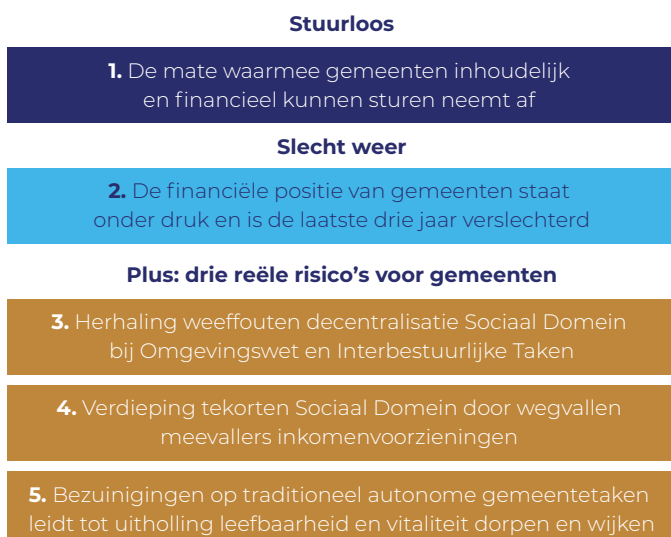 Stuurloos
1. De mate waarmee gemeenten inhoudelijk
en financieel kunnen sturen neemt af
Slecht weer
2. De financiële positie van gemeenten staat
onder druk en is de laatste drie jaar verslechterd
Plus: drie reële risico's voor gemeenten
3. Herhaling weeffouten decentralisatie Sociaal Domein
bij Omgevingswet en Interbestuurlijke Taken
4. Verdieping tekorten Sociaal Domein door wegvallen
meevallers inkomenvoorzieningen
5. Bezuinigingen op traditioneel autonome gemeentetaken
leidt tot uitholling leefbaarheid en vitaliteit dorpen en wijken